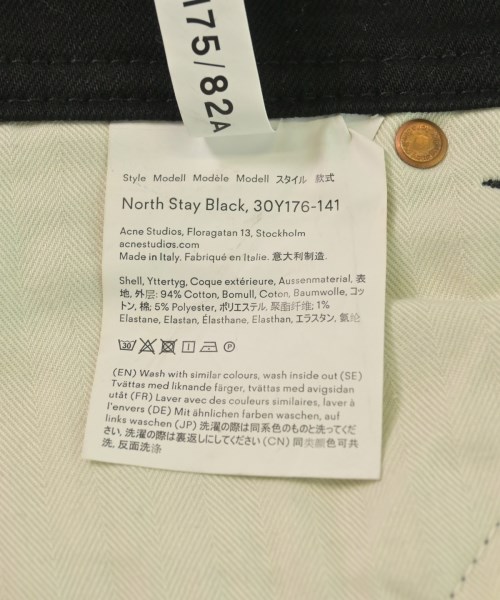 175/82A
Style Modell Modèle Modell スタイル 款式
North Stay Black, 30Y176-141
Acne Studios, Floragatan 13, Stockholm
acnestudios.com
Made in Italy. Fabriqué en Italie. 意大利制造.
Shell, Yttertyg, Coque extérieure, Aussenmaterial, 表
地, 外层: 94% Cotton, Bomull, Coton, Baumwolle, コッ
トン, 棉; 5% Polyester, ポリエステル, 聚酯纤维; 1%
Elastane, Elastan, Élasthane, Elasthan, エラスタン, 氨纶
30 P
(EN) Wash with similar colours, wash inside out (SE)
Tvättas med liknande färger, tvättas med avigsidan
utåt (FR) Laver avec des couleurs similaires, laver à
l'envers (DE) Mit ähnlichen farben waschen, auf
links waschen (JP) 洗濯の際は同系色のものと洗ってくだ
さい, 洗濯の際は裏返しにしてください (CN) 同类颜色可共
洗, 反面洗涤